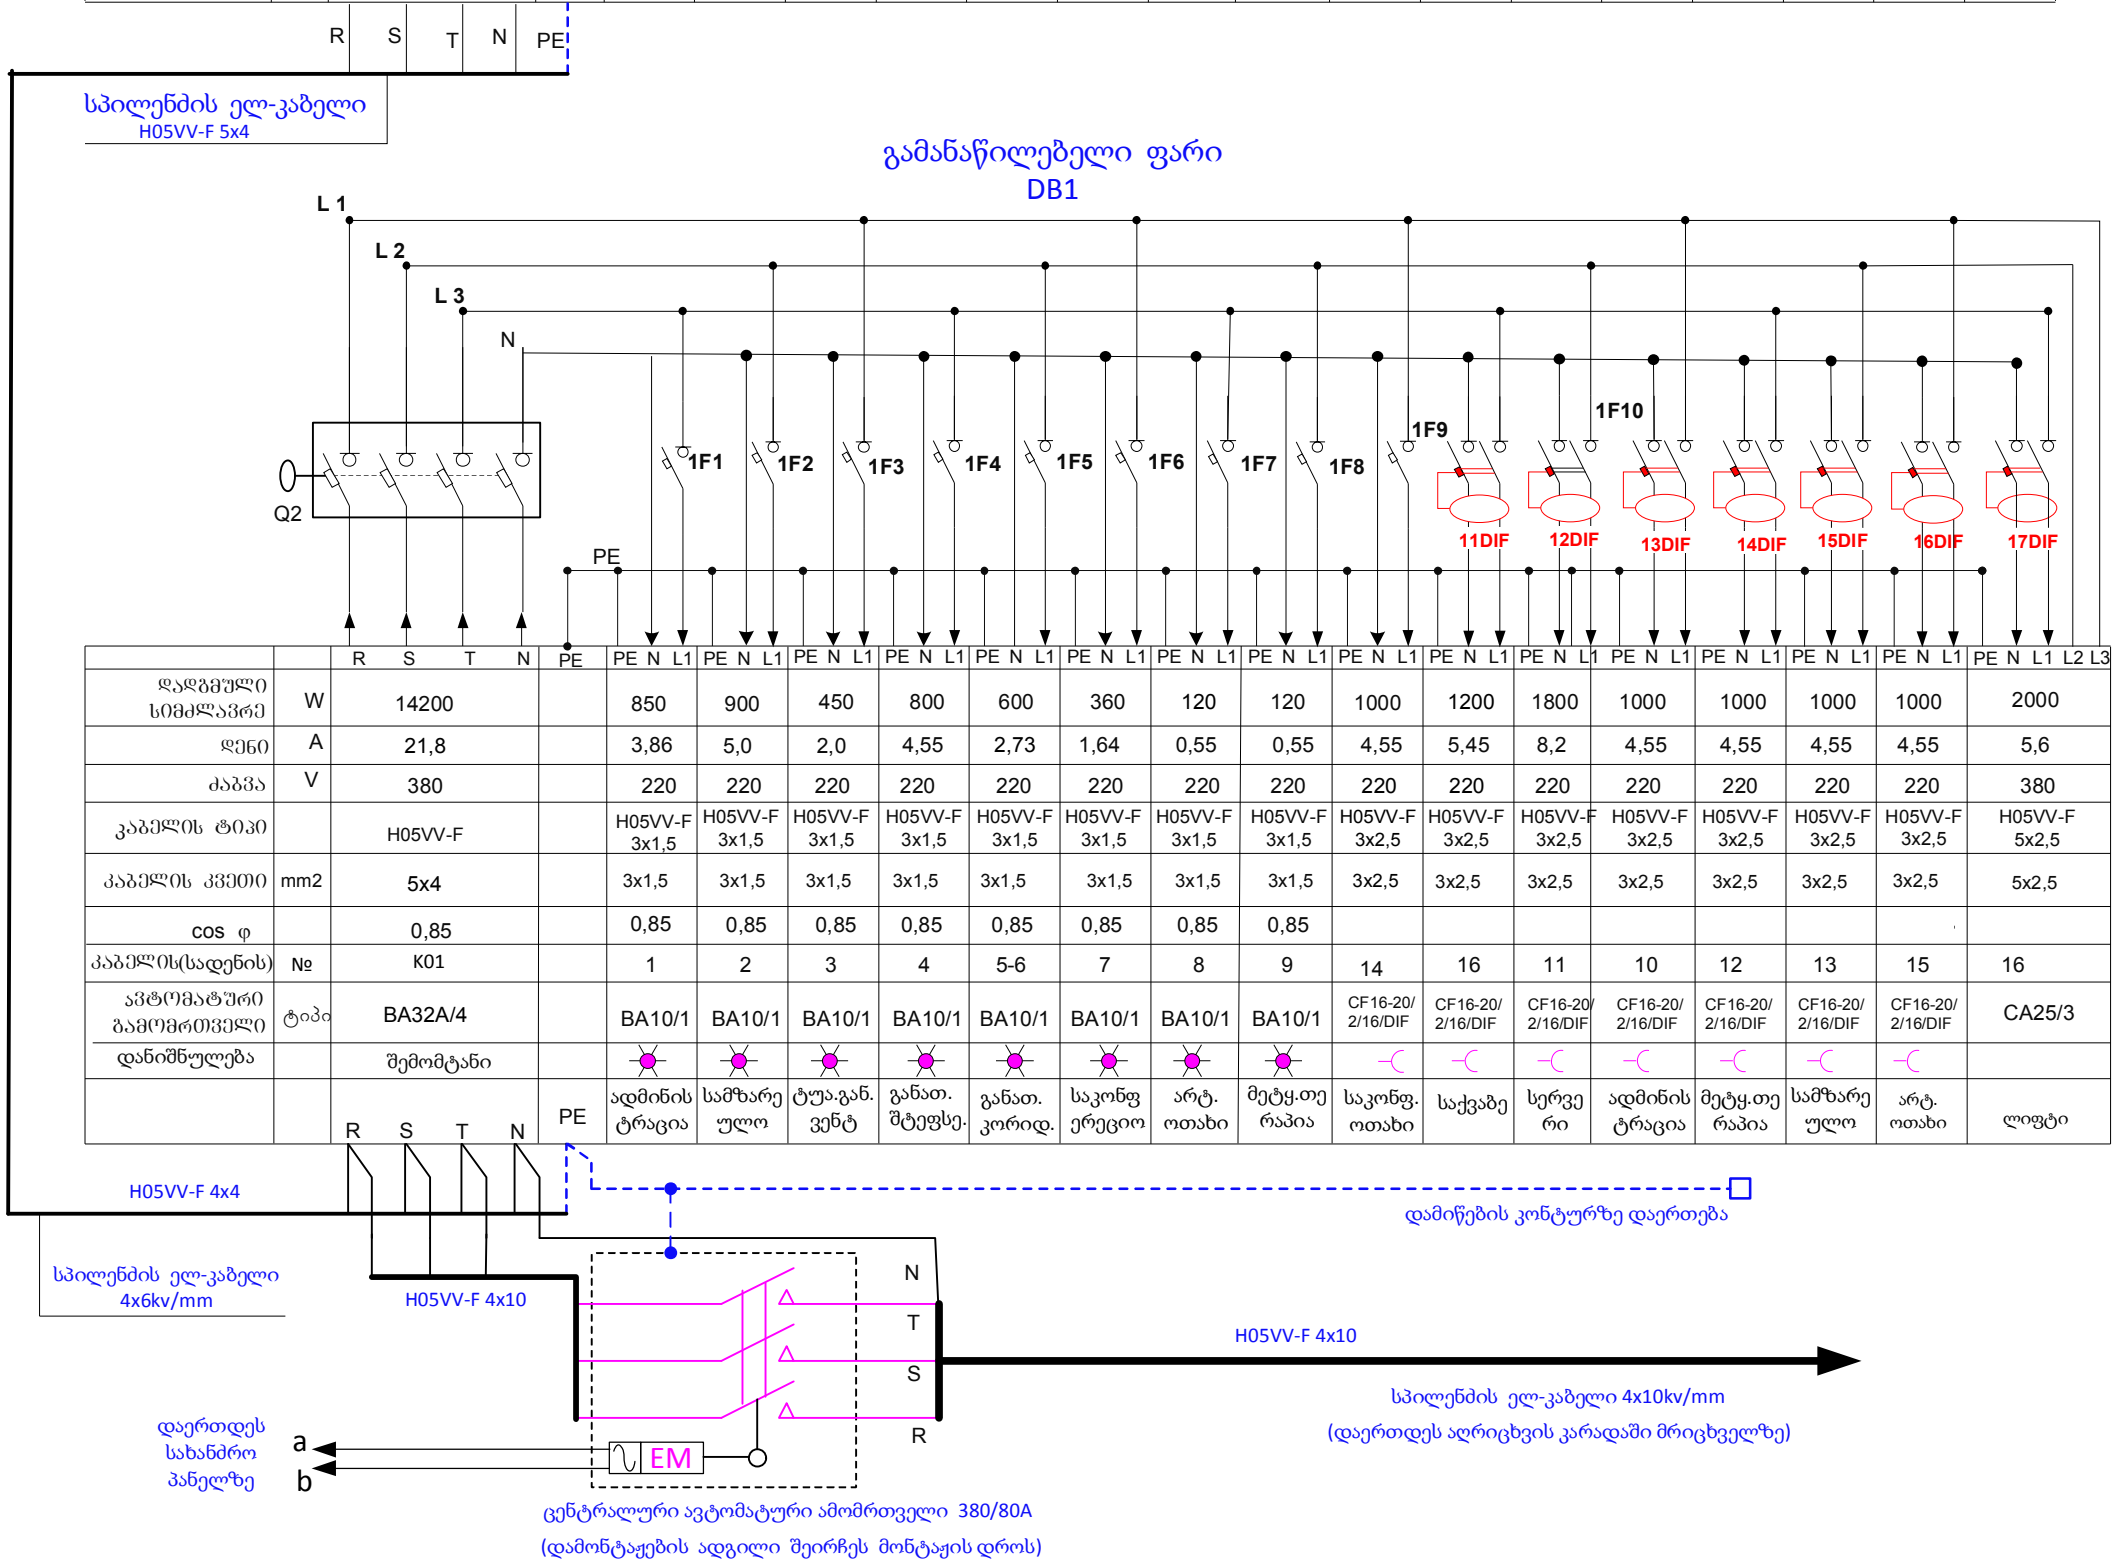 R S T N PE
სპილენძის ელ-კაბელი
H05VV-F 5x4
გამანაწილებელი ფარი
DB1
L 1
L 2
L 3
N
1F10
1F9
1F1 1F2 1F3 1F4 1F5 1F6 1F7 1F8
Q2
11DIF 12DIF 13DIF 14DIF 15DIF 16DIF 17DIF
PE
R S T N PE PE N L1 PE N L1 PE N L1 PE N L1 PE N L1 PE N L1 PE N L1 PE N L1 PE N L1 PE N L1 PE N L1 PE N L1 PE N L1 PE N L1 PE N L1 PE N L1 L2 L3
დადგმული
სიმძლავრე W 14200 850 900 450 800 600 360 120 120 1000 1200 1800 1000 1000 1000 1000 2000
დენი A 21,8 3,86 5,0 2,0 4,55 2,73 1,64 0,55 0,55 4,55 5,45 8,2 4,55 4,55 4,55 4,55 5,6
ძაბვა V 380 220 220 220 220 220 220 220 220 220 220 220 220 220 220 220 380
კაბელის ტიპი H05VV-F H05VV-F H05VV-F H05VV-F H05VV-F H05VV-F H05VV-F H05VV-F H05VV-F H05VV-F H05VV-F H05VV-F H05VV-F H05VV-F H05VV-F H05VV-F H05VV-F
3x1,5 3x1,5 3x1,5 3x1,5 3x1,5 3x1,5 3x1,5 3x1,5 3x2,5 3x2,5 3x2,5 3x2,5 3x2,5 3x2,5 3x2,5 5x2,5
კაბელის კვეთი mm2 5x4 3x1,5 3x1,5 3x1,5 3x1,5 3x1,5 3x1,5 3x1,5 3x1,5 3x2,5 3x2,5 3x2,5 3x2,5 3x2,5 3x2,5 3x2,5 5x2,5
cos φ 0,85 0,85 0,85 0,85 0,85 0,85 0,85 0,85 0,85
კაბელის(სადენის) № K01 1 2 3 4 5-6 7 8 9 14 16 11 10 12 13 15 16
ავტომატური
გამომრთველი ტიპი BA32A/4 BA10/1 BA10/1 BA10/1 BA10/1 BA10/1 BA10/1 BA10/1 BA10/1 CF16-20/ CF16-20/ CF16-20/ CF16-20/ CF16-20/ CF16-20/ CF16-20/ CA25/3
2/16/DIF 2/16/DIF 2/16/DIF 2/16/DIF 2/16/DIF 2/16/DIF 2/16/DIF
დანიშნულება შემომტანი
ადმინის სამზარე ტუა.გან. განათ. განათ. საკონფ არტ. მეტყ.თე საკონფ. საქვაბე სერვე ადმინის მეტყ.თე სამზარე არტ. ლიფტი
ტრაცია ულო ვენტ შტეფსე. კორიდ. ერეციო ოთახი რაპია ოთახი რი ტრაცია რაპია ულო ოთახი
R S T N PE
H05VV-F 4x4
დამიწების კონტურზე დაერთება
სპილენძის ელ-კაბელი
4x6kv/mm
H05VV-F 4x10
N
T
S
R
H05VV-F 4x10
სპილენძის ელ-კაბელი 4x10kv/mm
(დაერთდეს აღრიცხვის კარადაში მრიცხველზე)
დაერთდეს
სახანძრო
პანელზე
a
b
EM
ცენტრალური ავტომატური ამომრთველი 380/80A
(დამონტაჟების ადგილი შეირჩეს მონტაჟის დროს)